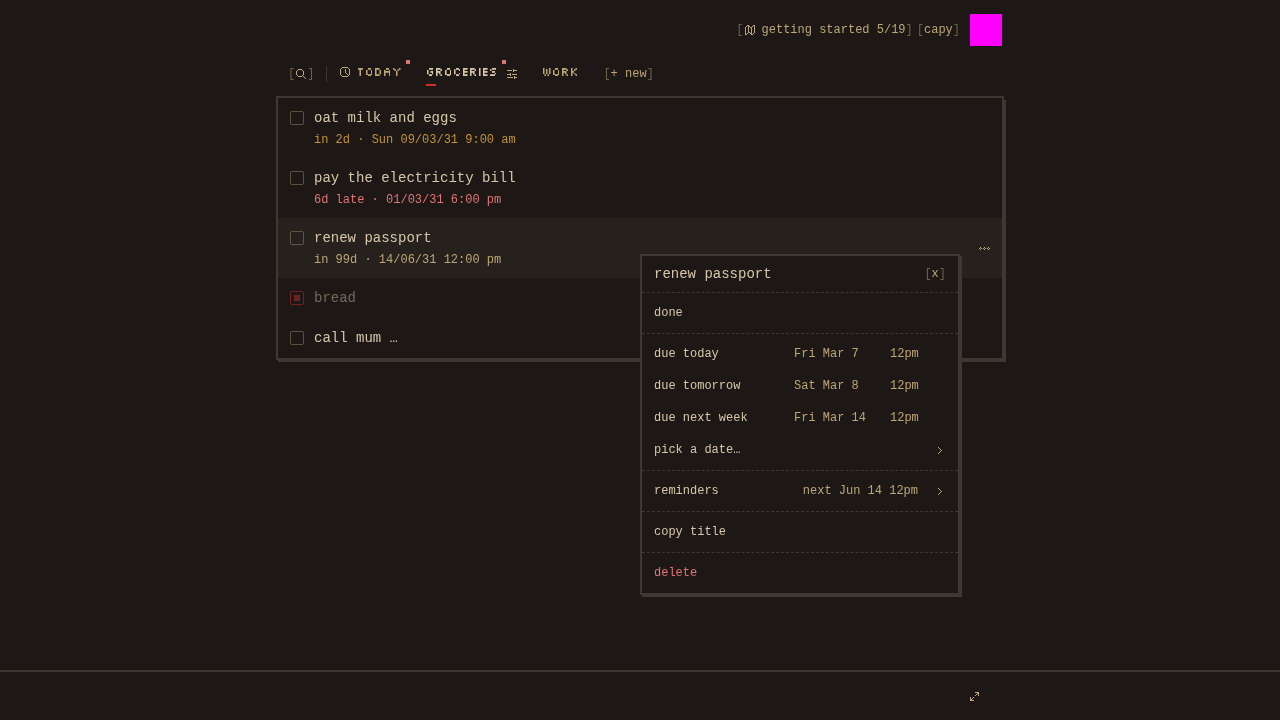 [getting started 5/19] [capy]
TODAY GROCERIES WORK [+ new]
oat milk and eggs
in 2d · Sun 09/03/31 9:00 am
pay the electricity bill
6d late · 01/03/31 6:00 pm
renew passport
in 99d · 14/06/31 12:00 pm
bread
call mum …
renew passport [x]
done
due today Fri Mar 7 12pm
due tomorrow Sat Mar 8 12pm
due next week Fri Mar 14 12pm
pick a date…
reminders next Jun 14 12pm
copy title
delete